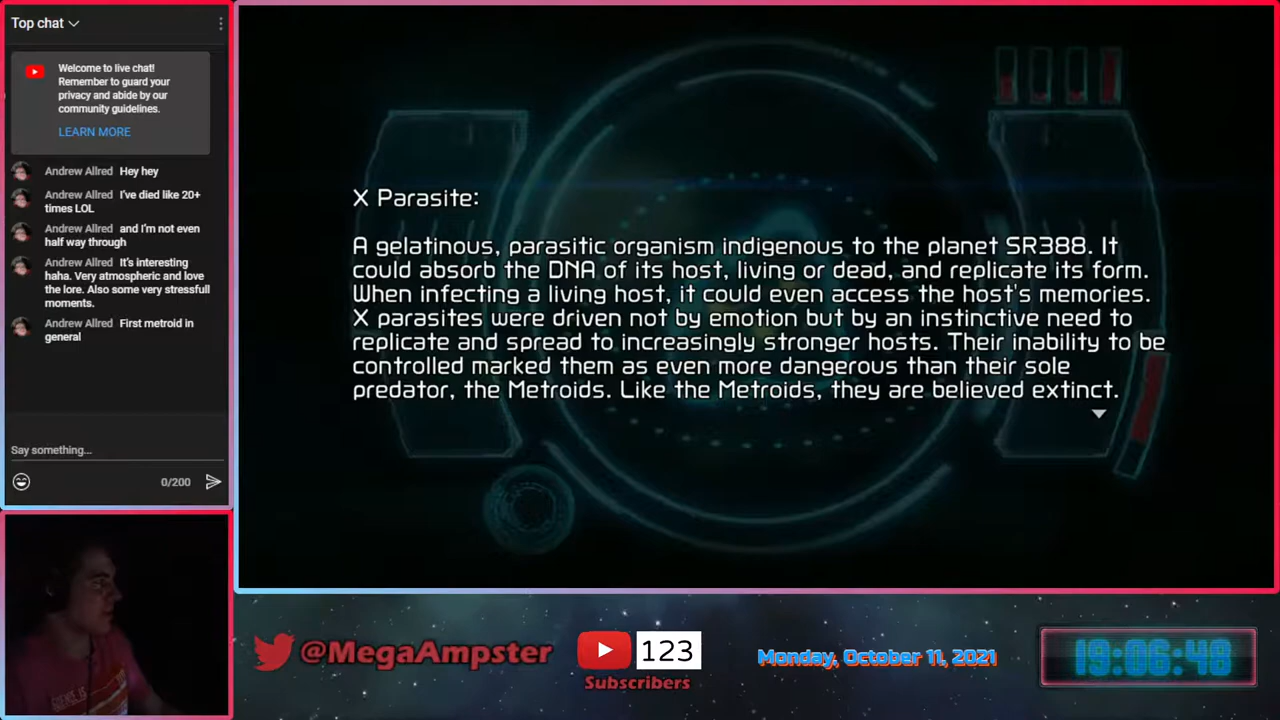 Top chat
Welcome to live chat!
Remember to guard your
privacy and abide by our
community guidelines.
LEARN MORE
Andrew Allred Hey hey
Andrew Allred I've died like 20+
times LOL
Andrew Allred and I'm not even
half way through
Andrew Allred It's interesting
haha. Very atmospheric and love
the lore. Also some very stressfull
moments.
Andrew Allred First metroid in
general
Say something...
0/200
X Parasite:
A gelatinous, parasitic organism indigenous to the planet SR388. It
could absorb the DNA of its host, living or dead, and replicate its form.
When infecting a living host, it could even access the host's memories.
X parasites were driven not by emotion but by an instinctive need to
replicate and spread to increasingly stronger hosts. Their inability to be
controlled marked them as even more dangerous than their sole
predator, the Metroids. Like the Metroids, they are believed extinct.
@MegaAmpster
123
Subscribers
Monday, October 11, 2021
19:06:48